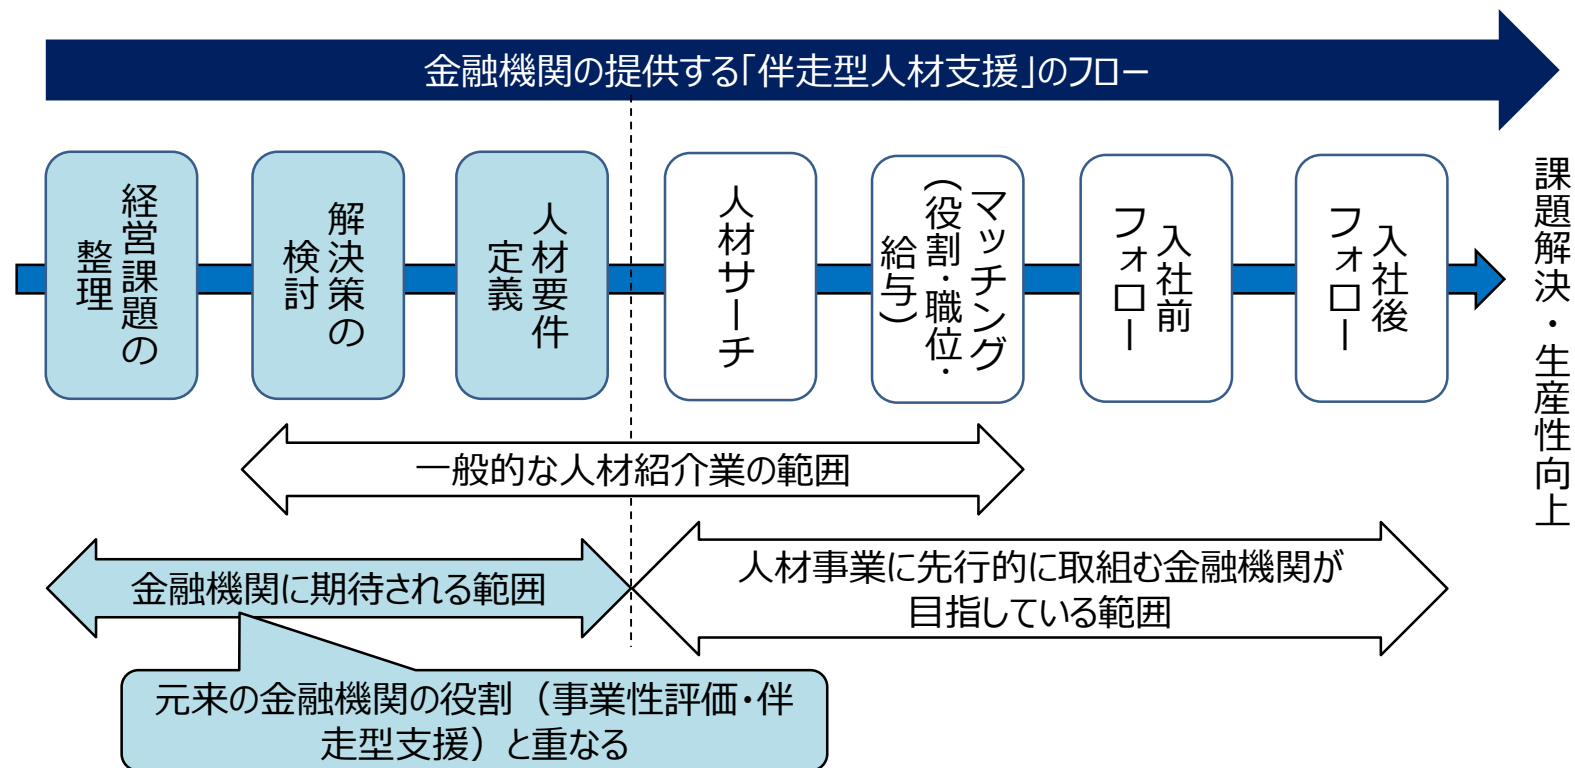 金融機関の提供する「伴走型人材支援」のフロー
経営課題の
整理
解決策の
検討
人材要件
定義
人材サーチ
マッチング
(役割・職位・
給与)
入社前
フォロー
入社後
フォロー
課題解決・生産性向上
一般的な人材紹介業の範囲
金融機関に期待される範囲
人材事業に先行的に取組む金融機関が
目指している範囲
元来の金融機関の役割（事業性評価・伴
走型支援）と重なる